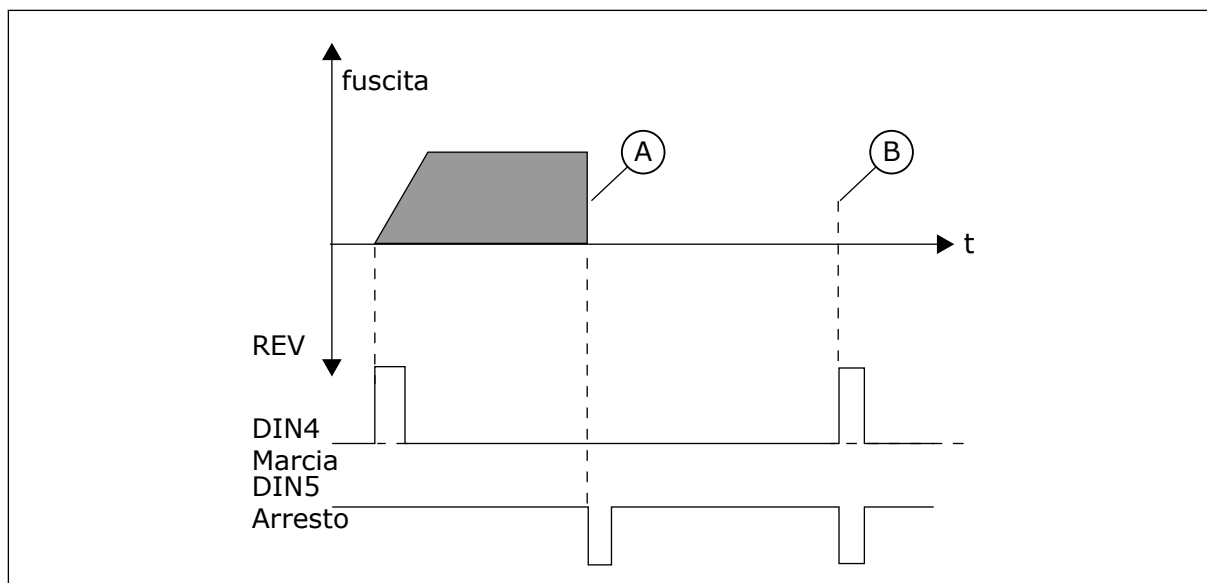 fuscita
A
B
t
REV
DIN4
Marcia
DIN5
Arresto